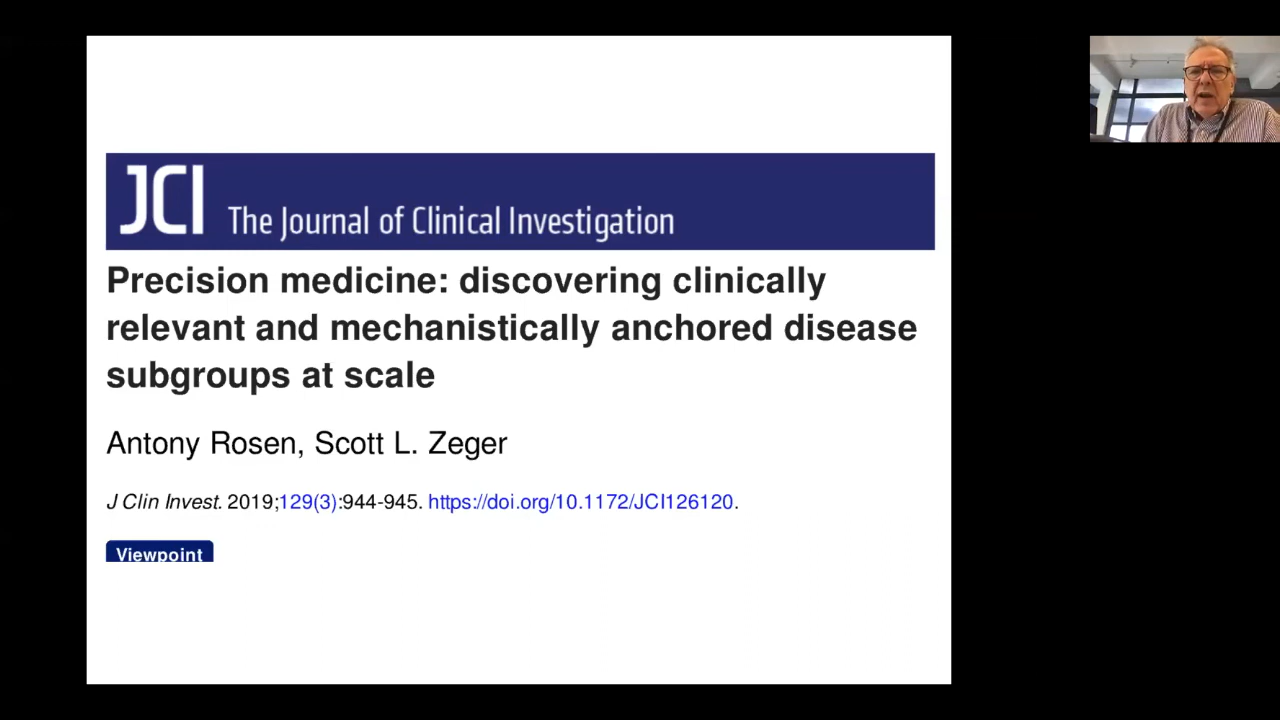 JCI The Journal of Clinical Investigation
Precision medicine: discovering clinically
relevant and mechanistically anchored disease
subgroups at scale
Antony Rosen, Scott L. Zeger
J Clin Invest. 2019;129(3):944-945. https://doi.org/10.1172/JCI126120.
Viewpoint